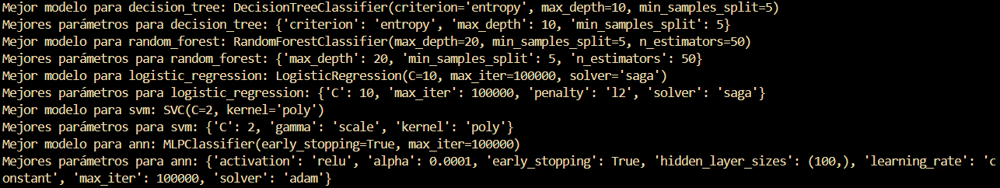 Mejor modelo para decision_tree: DecisionTreeClassifier(criterion='entropy', max_depth=10, min_samples_split=5)
Mejores parámetros para decision_tree: {'criterion': 'entropy', 'max_depth': 10, 'min_samples_split': 5}
Mejor modelo para random_forest: RandomForestClassifier(max_depth=20, min_samples_split=5, n_estimators=50)
Mejores parámetros para random_forest: {'max_depth': 20, 'min_samples_split': 5, 'n_estimators': 50}
Mejor modelo para logistic_regression: LogisticRegression(C=10, max_iter=100000, solver='saga')
Mejores parámetros para logistic_regression: {'C': 10, 'max_iter': 100000, 'penalty': 'l2', 'solver': 'saga'}
Mejor modelo para svm: SVC(C=2, kernel='poly')
Mejores parámetros para svm: {'C': 2, 'gamma': 'scale', 'kernel': 'poly'}
Mejor modelo para ann: MLPClassifier(early_stopping=True, max_iter=100000)
Mejores parámetros para ann: {'activation': 'relu', 'alpha': 0.0001, 'early_stopping': True, 'hidden_layer_sizes': (100,), 'learning_rate': 'c
onstant', 'max_iter': 100000, 'solver': 'adam'}